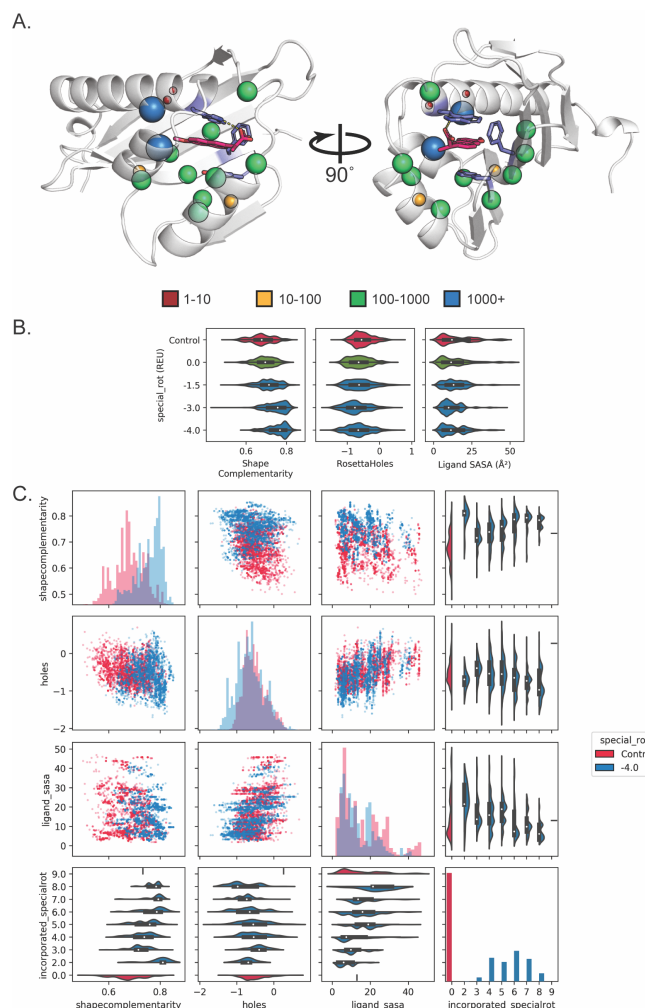 A.
90°
1-10 10-100 100-1000 1000+
B.
special_rot (REU)
Control
0.0
-1.5
-3.0
-4.0
0.6 0.8
−1 0 1
0 25 50
Shape
Complementarity
RosettaHoles
Ligand SASA (Å²)
C.
shapecomplementarity
0.8
0.7
0.6
0.5
holes
0
−1
−2
ligand_sasa
50
40
30
20
10
0
special_ro
Cont
-4.0
incorporated_specialrot
9.0
8.0
7.0
6.0
5.0
4.0
3.0
2.0
0.0
0.6 0.8
−2 −1 0
0 20 40
0 1 2 3 4 5 6 7 8 9
shapecomplementarity
holes
ligand_sasa
incorporated_specialrot